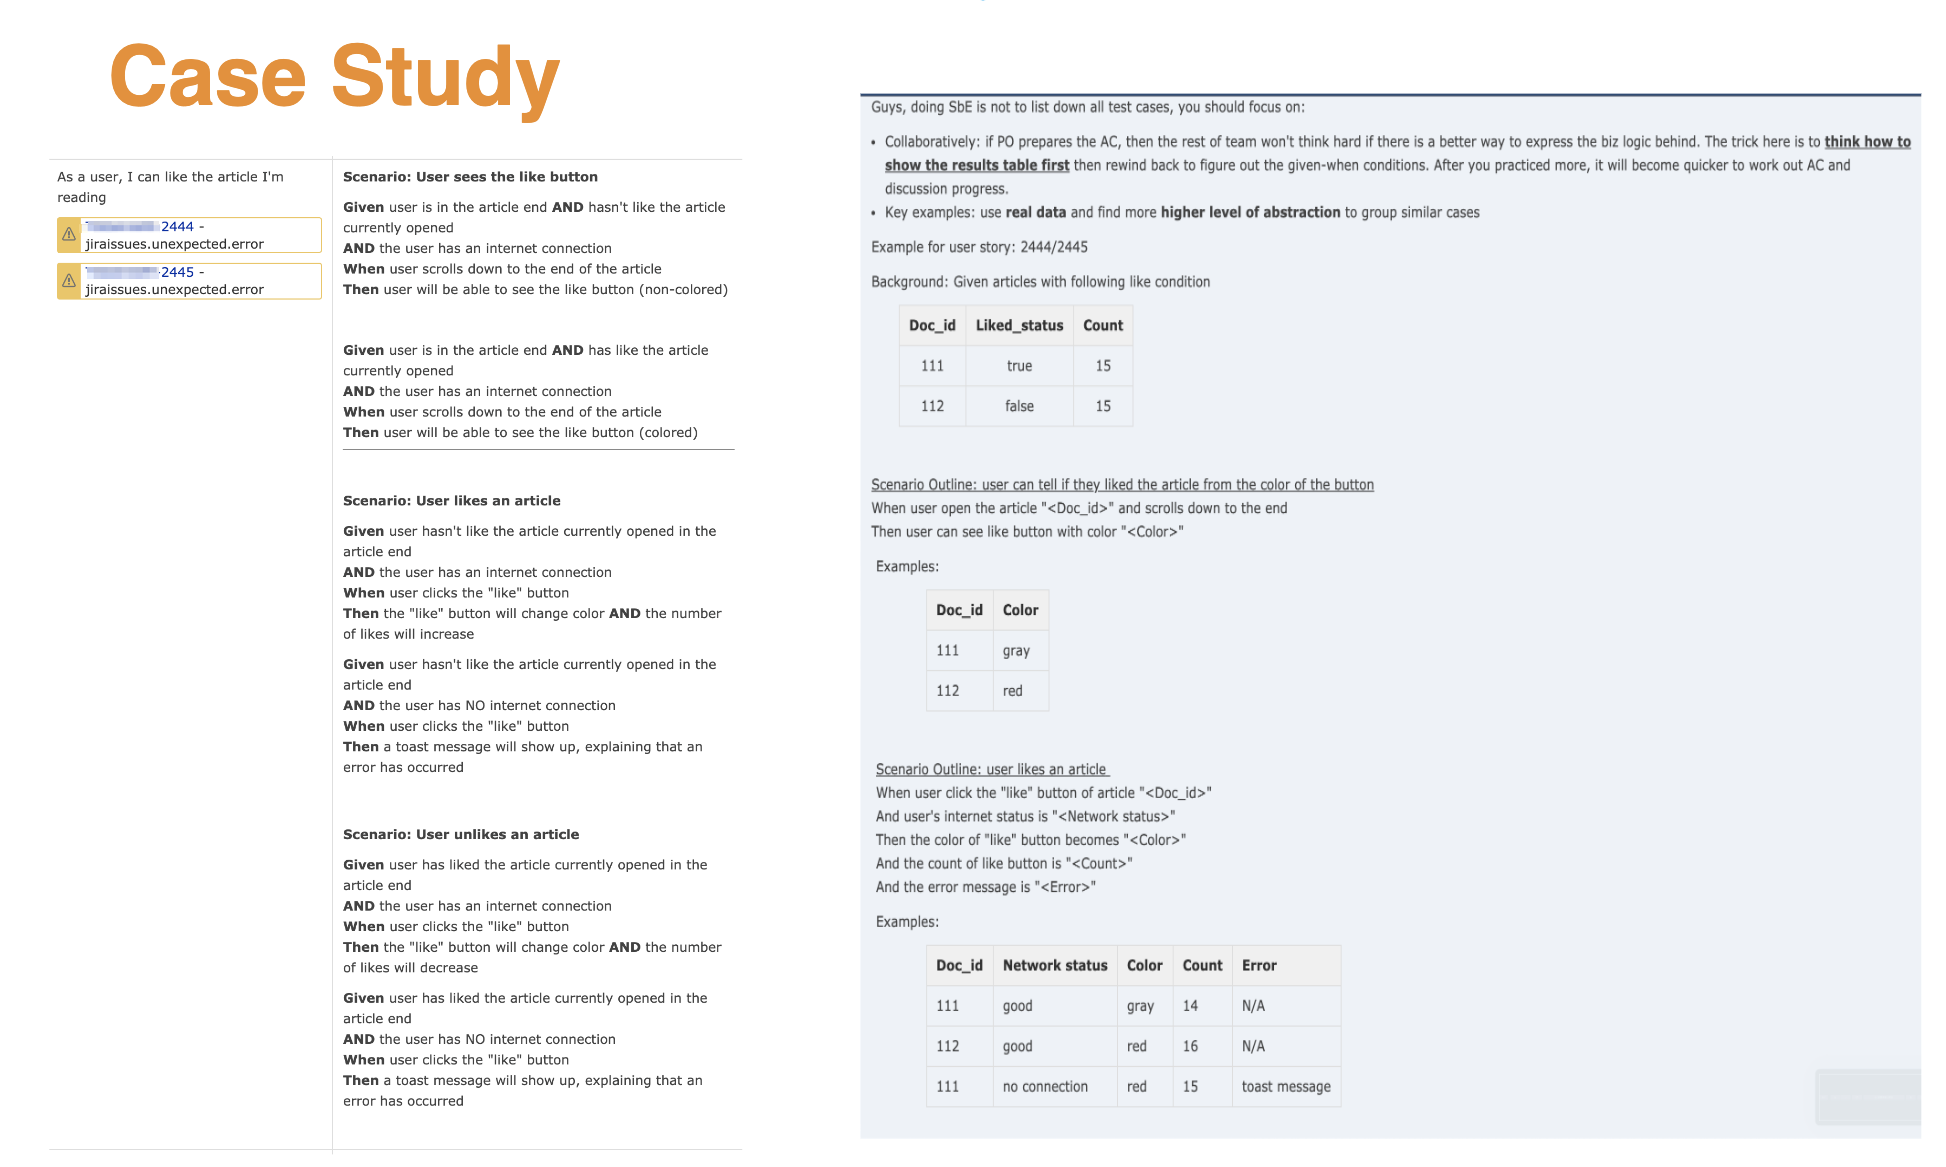 Case Study
As a user, I can like the article I'm
reading
2444 -
jiraissues.unexpected.error
2445 -
jiraissues.unexpected.error
Scenario: User sees the like button
Given user is in the article end AND hasn't like the article
currently opened
AND the user has an internet connection
When user scrolls down to the end of the article
Then user will be able to see the like button (non-colored)
Given user is in the article end AND has like the article
currently opened
AND the user has an internet connection
When user scrolls down to the end of the article
Then user will be able to see the like button (colored)
Scenario: User likes an article
Given user hasn't like the article currently opened in the
article end
AND the user has an internet connection
When user clicks the "like" button
Then the "like" button will change color AND the number
of likes will increase
Given user hasn't like the article currently opened in the
article end
AND the user has NO internet connection
When user clicks the "like" button
Then a toast message will show up, explaining that an
error has occurred
Scenario: User unlikes an article
Given user has liked the article currently opened in the
article end
AND the user has an internet connection
When user clicks the "like" button
Then the "like" button will change color AND the number
of likes will decrease
Given user has liked the article currently opened in the
article end
AND the user has NO internet connection
When user clicks the "like" button
Then a toast message will show up, explaining that an
error has occurred
Guys, doing SbE is not to list down all test cases, you should focus on:
• Collaboratively: if PO prepares the AC, then the rest of team won't think hard if there is a better way to express the biz logic behind. The trick here is to think how to
show the results table first then rewind back to figure out the given-when conditions. After you practiced more, it will become quicker to work out AC and
discussion progress.
• Key examples: use real data and find more higher level of abstraction to group similar cases
Example for user story: 2444/2445
Background: Given articles with following like condition
Doc_id Liked_status Count
111 true 15
112 false 15
Scenario Outline: user can tell if they liked the article from the color of the button
When user open the article "<Doc_id>" and scrolls down to the end
Then user can see like button with color "<Color>"
Examples:
Doc_id Color
111 gray
112 red
Scenario Outline: user likes an article
When user click the "like" button of article "<Doc_id>"
And user's internet status is "<Network status>"
Then the color of "like" button becomes "<Color>"
And the count of like button is "<Count>"
And the error message is "<Error>"
Examples:
Doc_id Network status Color Count Error
111 good gray 14 N/A
112 good red 16 N/A
111 no connection red 15 toast message